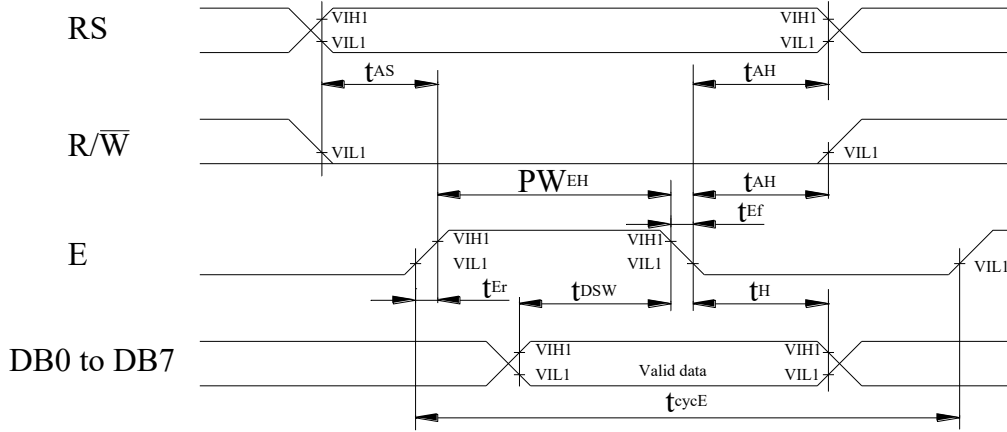 RS VIH1 VIH1
VIL1 VIL1
tAS tAH
R/W̅ VIL1 VIL1
PWEH tAH
tEf
E VIH1 VIH1
VIL1 VIL1 VIL1
tEr tDSW tH
DB0 to DB7 VIH1 VIH1
VIL1 Valid data VIL1
tcycE